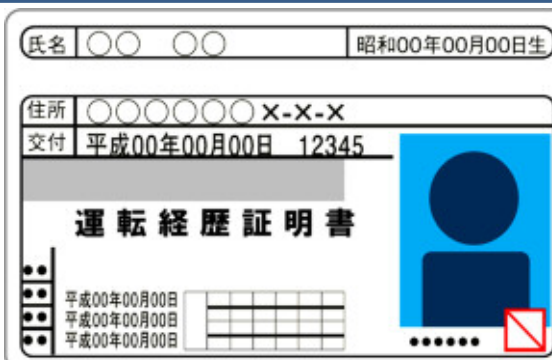 氏名 ○○ ○○ 昭和00年00月00日生
住所 ○○○○○○×-×-×
交付 平成00年00月00日 12345
運転経歴証明書
●●
●● 平成00年00月00日
●● 平成00年00月00日
●● 平成00年00月00日
●●●●●●